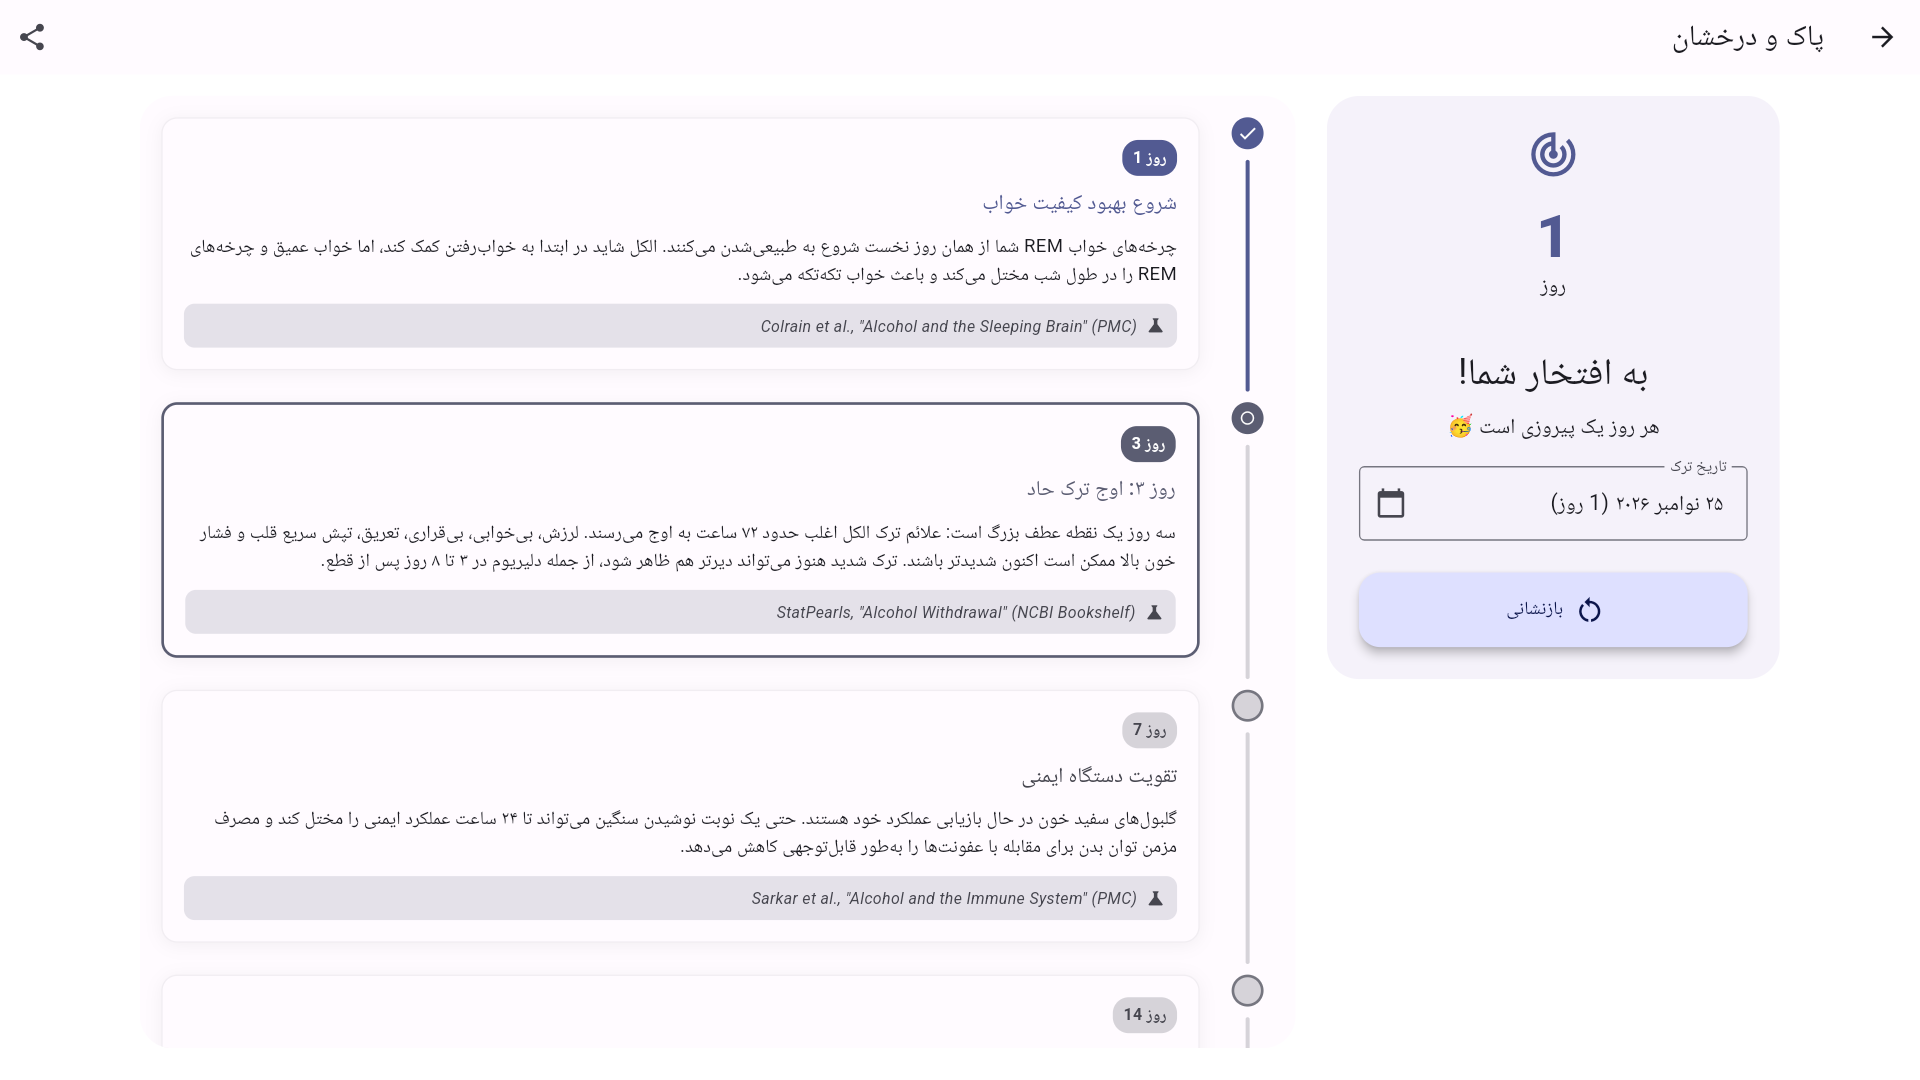 پاک و درخشان
1
روز
به افتخار شما!
هر روز یک پیروزی است 🥳
تاریخ ترک
۲۵ نوامبر ۲۰۲۶ (1 روز)
بازنشانی
روز 1
شروع بهبود کیفیت خواب
چرخه‌های خواب REM شما از همان روز نخست شروع به طبیعی‌شدن می‌کنند. الکل شاید در ابتدا به خواب‌رفتن کمک کند، اما خواب عمیق و چرخه‌های
REM را در طول شب مختل می‌کند و باعث خواب تکه‌تکه می‌شود.
Colrain et al., "Alcohol and the Sleeping Brain" (PMC)
روز 3
روز ۳: اوج ترک حاد
سه روز یک نقطه عطف بزرگ است: علائم ترک الکل اغلب حدود ۷۲ ساعت به اوج می‌رسند. لرزش، بی‌خوابی، بی‌قراری، تعریق، تپش سریع قلب و فشار
خون بالا ممکن است اکنون شدیدتر باشند. ترک شدید هنوز می‌تواند دیرتر هم ظاهر شود، از جمله دلیریوم در ۳ تا ۸ روز پس از قطع.
StatPearls, "Alcohol Withdrawal" (NCBI Bookshelf)
روز 7
تقویت دستگاه ایمنی
گلبول‌های سفید خون در حال بازیابی عملکرد خود هستند. حتی یک نوبت نوشیدن سنگین می‌تواند تا ۲۴ ساعت عملکرد ایمنی را مختل کند و مصرف
مزمن توان بدن برای مقابله با عفونت‌ها را به‌طور قابل‌توجهی کاهش می‌دهد.
Sarkar et al., "Alcohol and the Immune System" (PMC)
روز 14